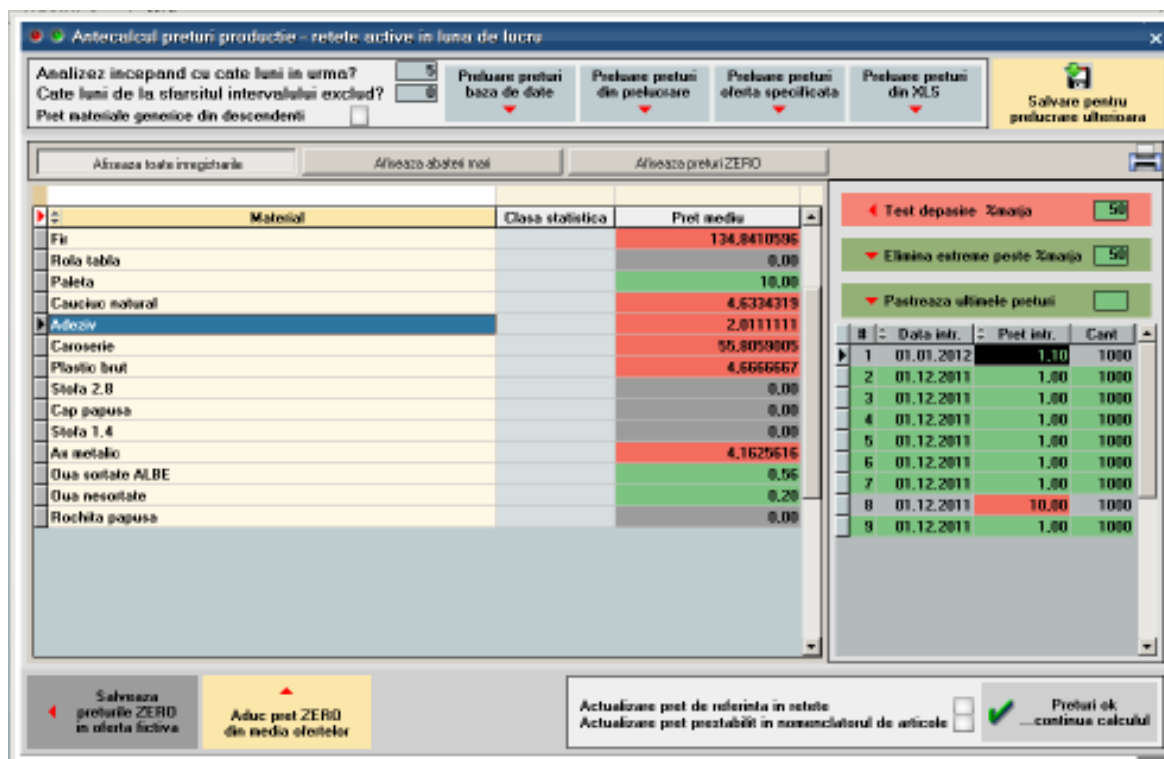 Antecalcul preturi productie - retete active in luna de lucru
Analizez incepand cu cate luni in urma? 5
Cate luni de la sfarsitul intervalului exclud? 0
Pret materiale generice din descendenti
Preluare preturi
baza de date
Preluare preturi
din prelucrare
Preluare preturi
oferta specificata
Preluare preturi
din XLS
Salvare pentru
prelucrare ulterioara
Afiseaza toate inregistrarile
Afiseaza abateri mari
Afiseaza preturi ZERO
Material Clasa statistica Pret mediu
Fir 134,8410596
Rola tabla 0,00
Paleta 10,00
Cauciuc natural 4,6334319
Adeziv 2,0111111
Caroserie 55,8059005
Plastic brut 4,6666667
Stofa 2.8 0,00
Cap papusa 0,00
Stofa 1.4 0,00
Ax metalic 4,1625616
Oua sortate ALBE 0,56
Oua nesortate 0,20
Rochita papusa 0,00
Test depasire %marja 50
Elimina extreme peste %marja 50
Pastreaza ultimele preturi
# Data intr. Pret intr. Cant
1 01.01.2012 1,10 1000
2 01.12.2011 1.00 1000
3 01.12.2011 1.00 1000
4 01.12.2011 1.00 1000
5 01.12.2011 1.00 1000
6 01.12.2011 1.00 1000
7 01.12.2011 1.00 1000
8 01.12.2011 10,00 1000
9 01.12.2011 1.00 1000
Salveaza
preturile ZERO
in oferta fictiva
Aduc pret ZERO
din media ofertelor
Actualizare pret de referinta in retete
Actualizare pret prestabilit in nomenclatorul de articole
Preturi ok
...continua calculul